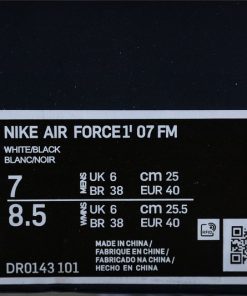 NIKE AIR FORCE 1' 07 FM
WHITE/BLACK
BLANC/NOIR
7 MENS UK 6 cm 25
BR 38 EUR 40
8.5 WMNS UK 6 cm 25.5
BR 38 EUR 40
MADE IN CHINA /
FABRIQUE EN CHINE /
FABRICADO NA CHINA /
HECHO EN CHINA
DR0143 101